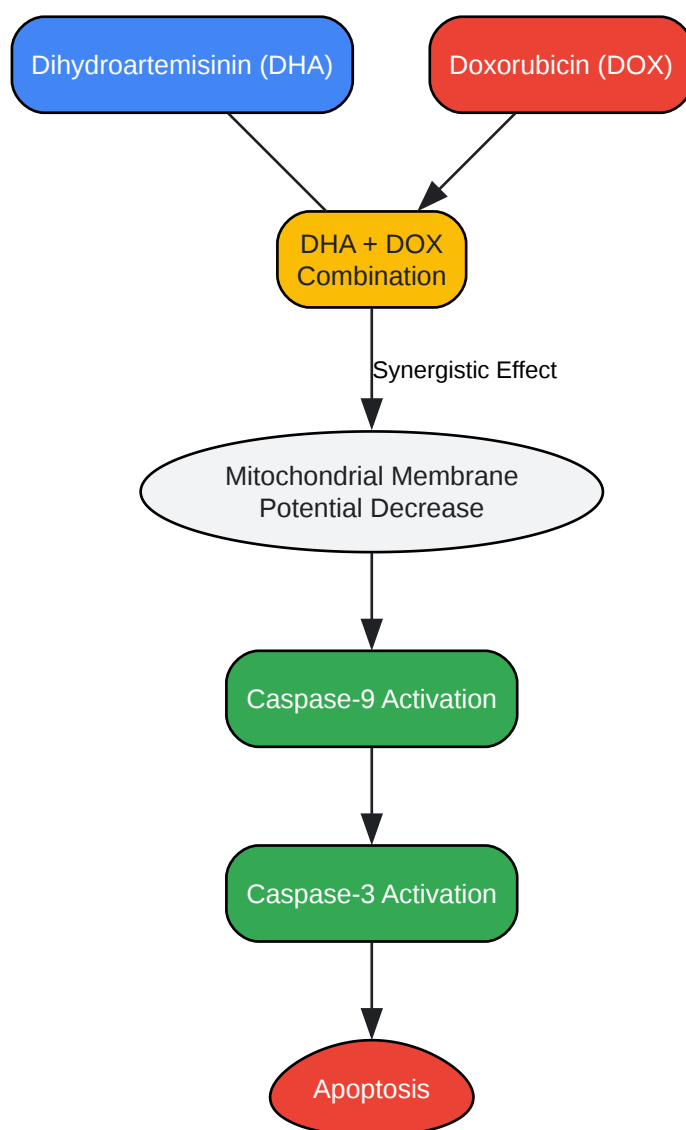 Dihydroartemisinin (DHA)
Doxorubicin (DOX)
DHA + DOX
Combination
Synergistic Effect
Mitochondrial Membrane
Potential Decrease
Caspase-9 Activation
Caspase-3 Activation
Apoptosis